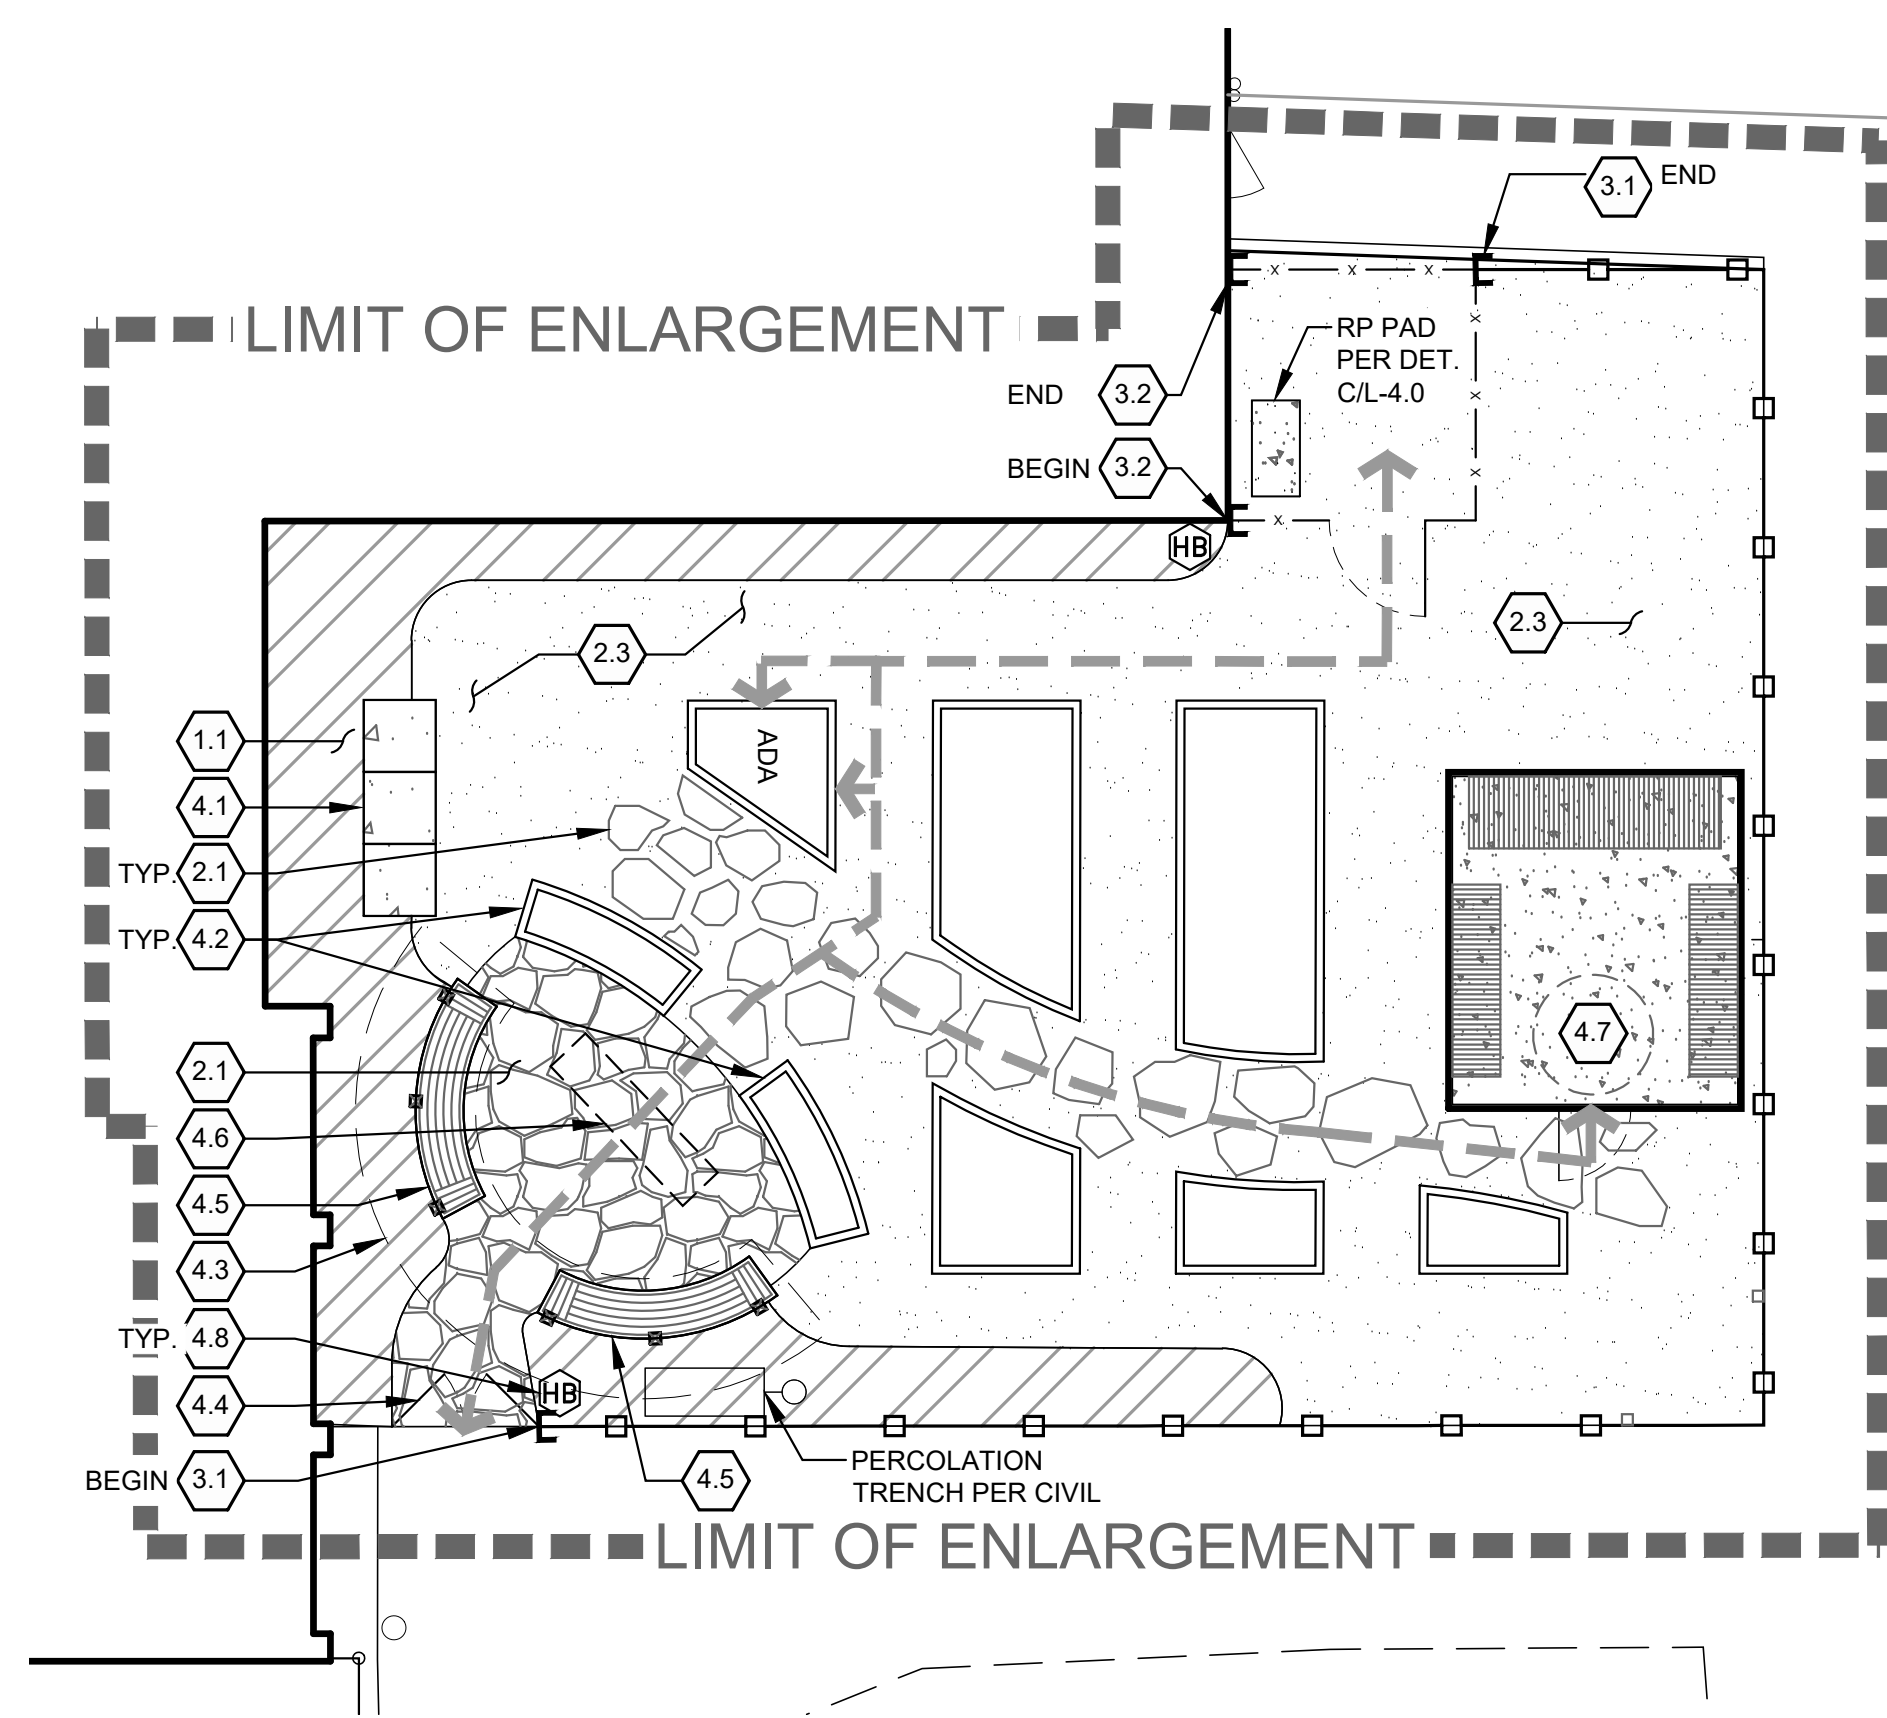 3.1 END
LIMIT OF ENLARGEMENT
RP PAD
PER DET.
C/L-4.0
END 3.2
BEGIN 3.2
HB
2.3
2.3
1.1
ADA
4.1
TYP. 2.1
TYP. 4.2
4.7
2.1
4.6
4.5
4.3
TYP. 4.8
HB
4.4
BEGIN 3.1
4.5
PERCOLATION
TRENCH PER CIVIL
LIMIT OF ENLARGEMENT
x
x
x
x
x
x
x